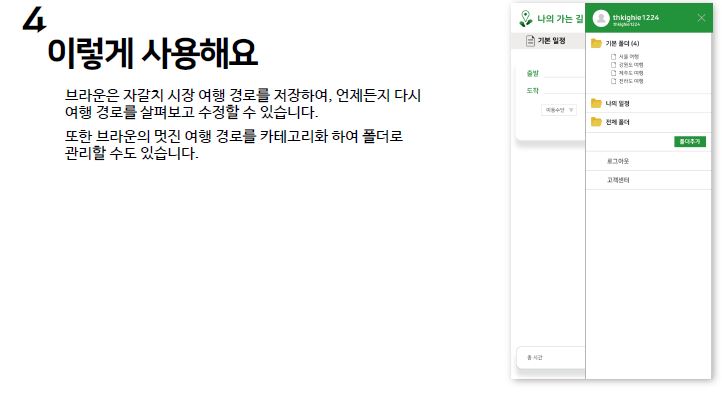 4
이렇게 사용해요
브라운은 자갈치 시장 여행 경로를 저장하여, 언제든지 다시
여행 경로를 살펴보고 수정할 수 있습니다.
또한 브라운의 멋진 여행 경로를 카테고리화 하여 폴더로
관리할 수도 있습니다.
나의 가는 길
기본 일정
출발
도착
이동수단
총 시간
thkighie1224
thkighie1224
기본 폴더 (4)
서울 여행
강원도 여행
제주도 여행
전라도 여행
나의 일정
전체 폴더
폴더추가
로그아웃
고객센터